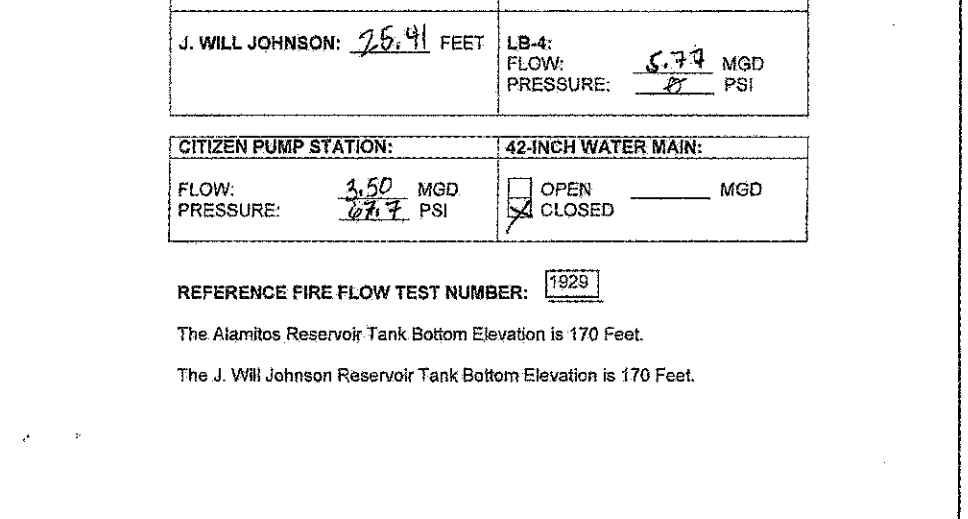 J. WILL JOHNSON: 25.41 FEET
LB-4:
FLOW: 5.77 MGD
PRESSURE: 0 PSI
CITIZEN PUMP STATION:
42-INCH WATER MAIN:
FLOW: 3.50 MGD
PRESSURE: 67.7 PSI
OPEN ______ MGD
CLOSED
REFERENCE FIRE FLOW TEST NUMBER: 1929
The Alamitos Reservoir Tank Bottom Elevation is 170 Feet.
The J. Will Johnson Reservoir Tank Bottom Elevation is 170 Feet.